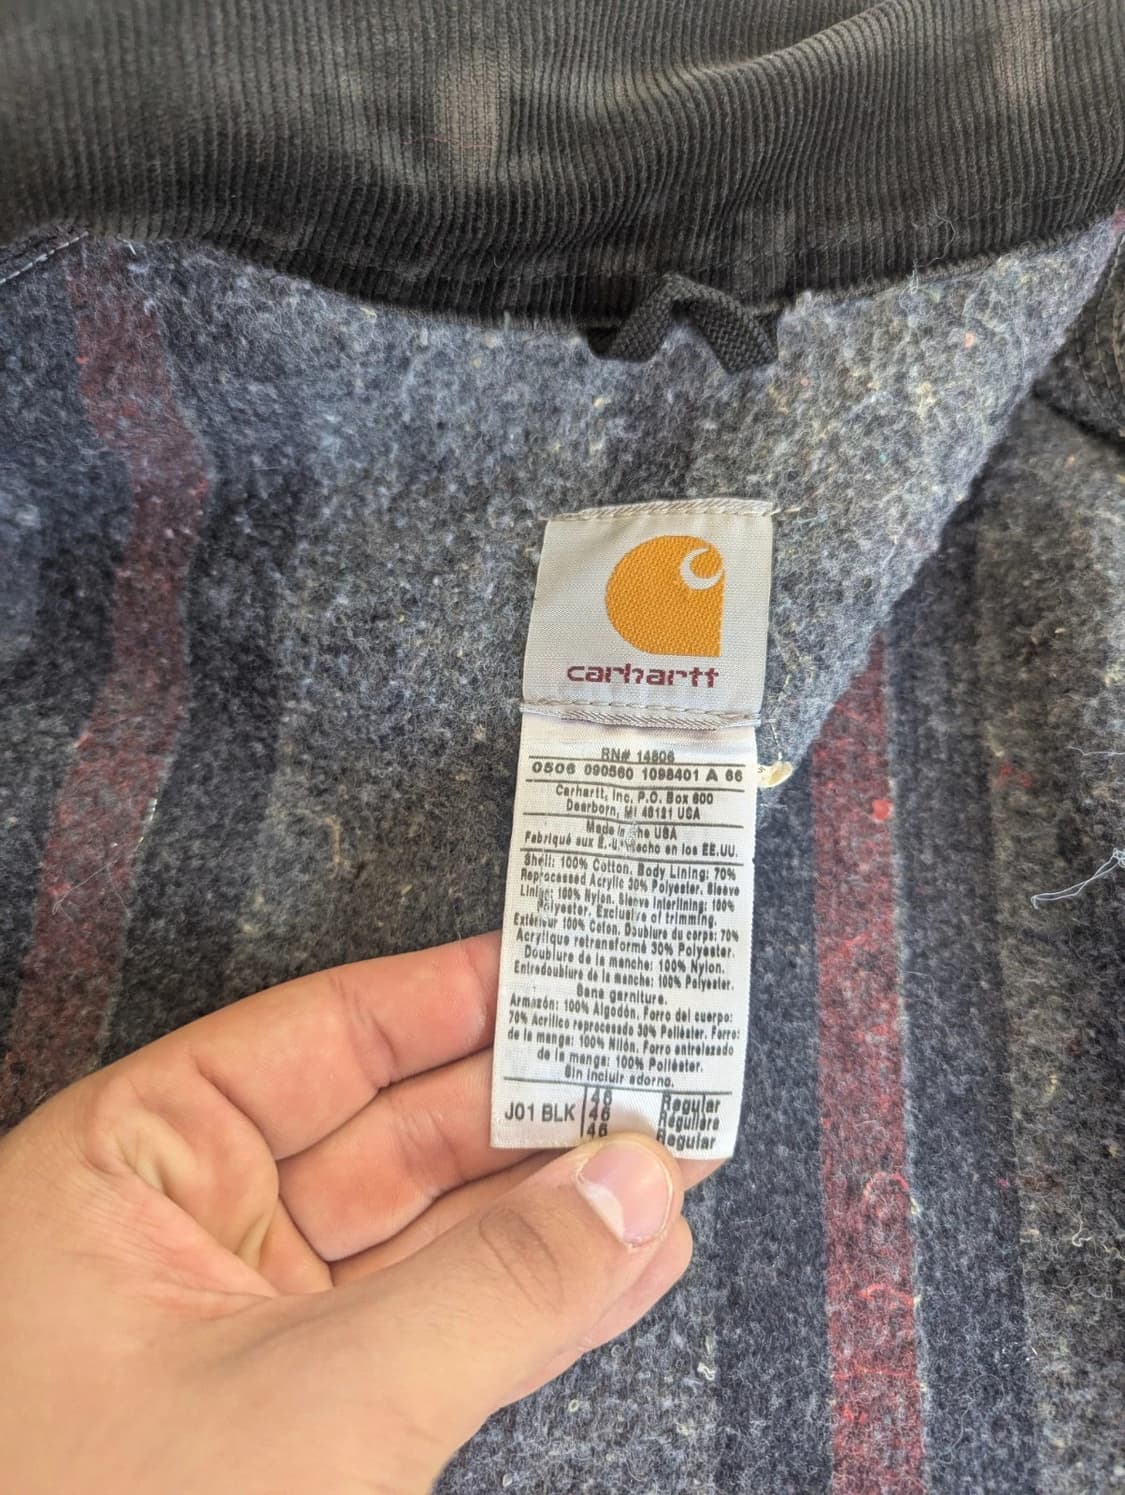 carhartt
RN# 14806
0506 090560 1098401 A 66
Carhartt, Inc. P.O. Box 600
Dearborn, MI 48121 USA
Made in the USA
Fabriqué aux É.-U. Hecho en los EE.UU.
Shell: 100% Cotton. Body Lining: 70%
Reprocessed Acrylic 30% Polyester. Sleeve
Lining: 100% Nylon. Sleeve Interlining: 100%
Polyester, Exclusive of trimming.
Extérieur 100% Coton. Doublure du corps: 70%
Acrylique retransformé 30% Polyester.
Doublure de la manche: 100% Nylon.
Entredoublure de la manche: 100% Polyester.
Sans garniture.
Armazón: 100% Algodón. Forro del cuerpo:
70% Acrílico reprocesado 30% Poliéster. Forro:
de la manga: 100% Nilón. Forro entrelazado
de la manga: 100% Poliéster.
Sin incluir adorno.
J01 BLK
46 Regular
46 Régulière
46 Regular